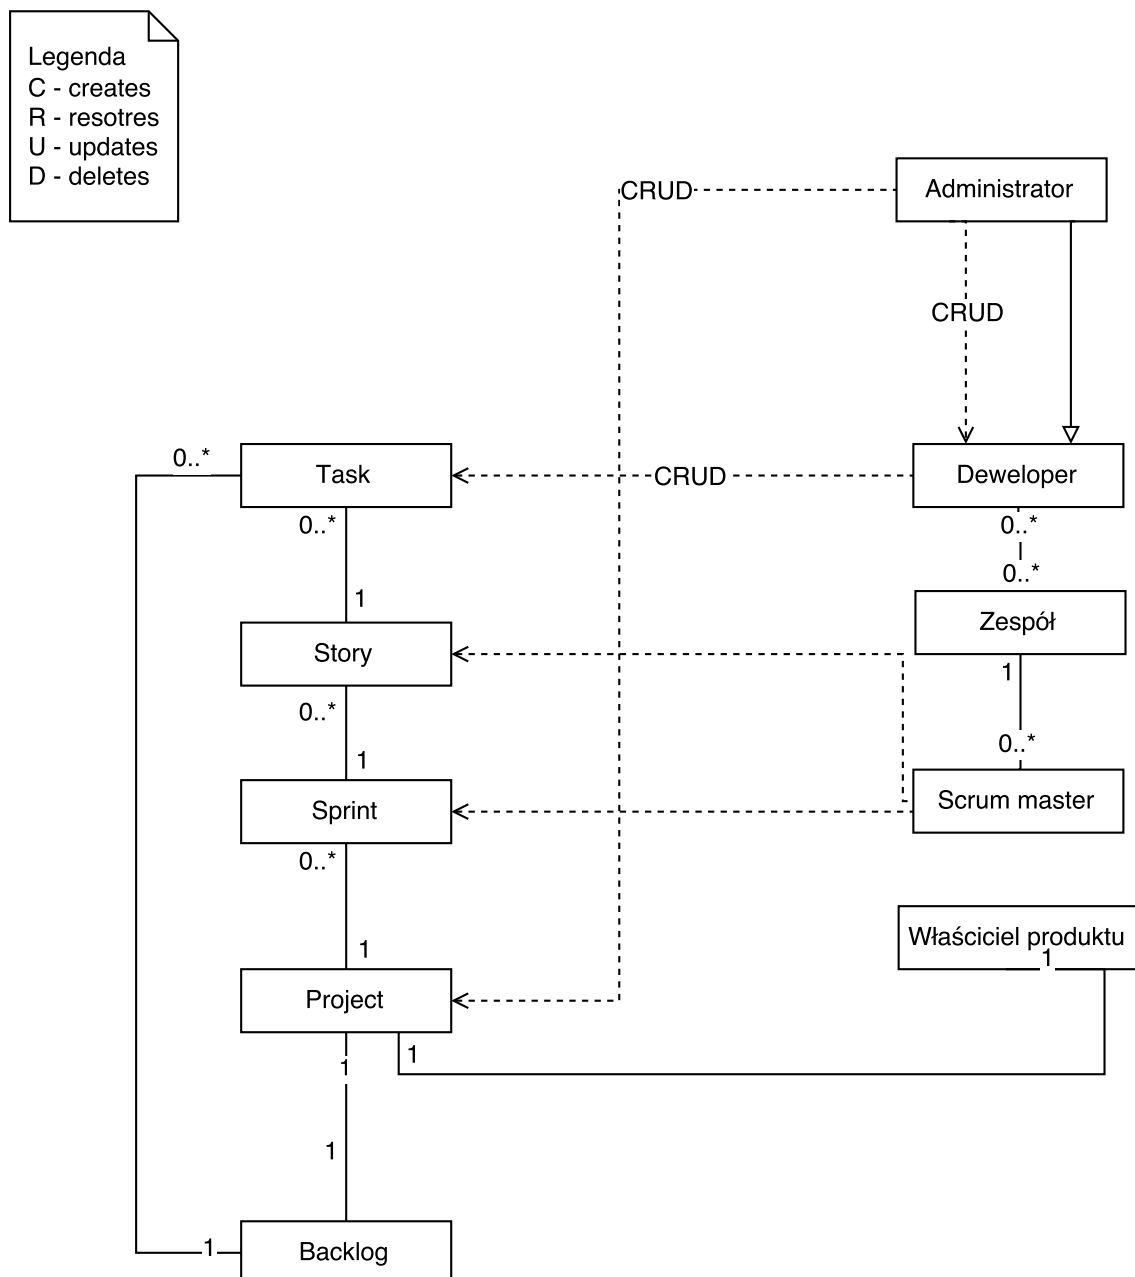 Legenda
C - creates
R - resotres
U - updates
D - deletes
CRUD
Administrator
CRUD
0..*
Task
CRUD
Deweloper
0..*
0..*
0..*
1
Story
Zespół
1
0..*
1
0..*
Sprint
Scrum master
0..*
1
Właściciel produktu
1
Project
1
1
1
1
Backlog